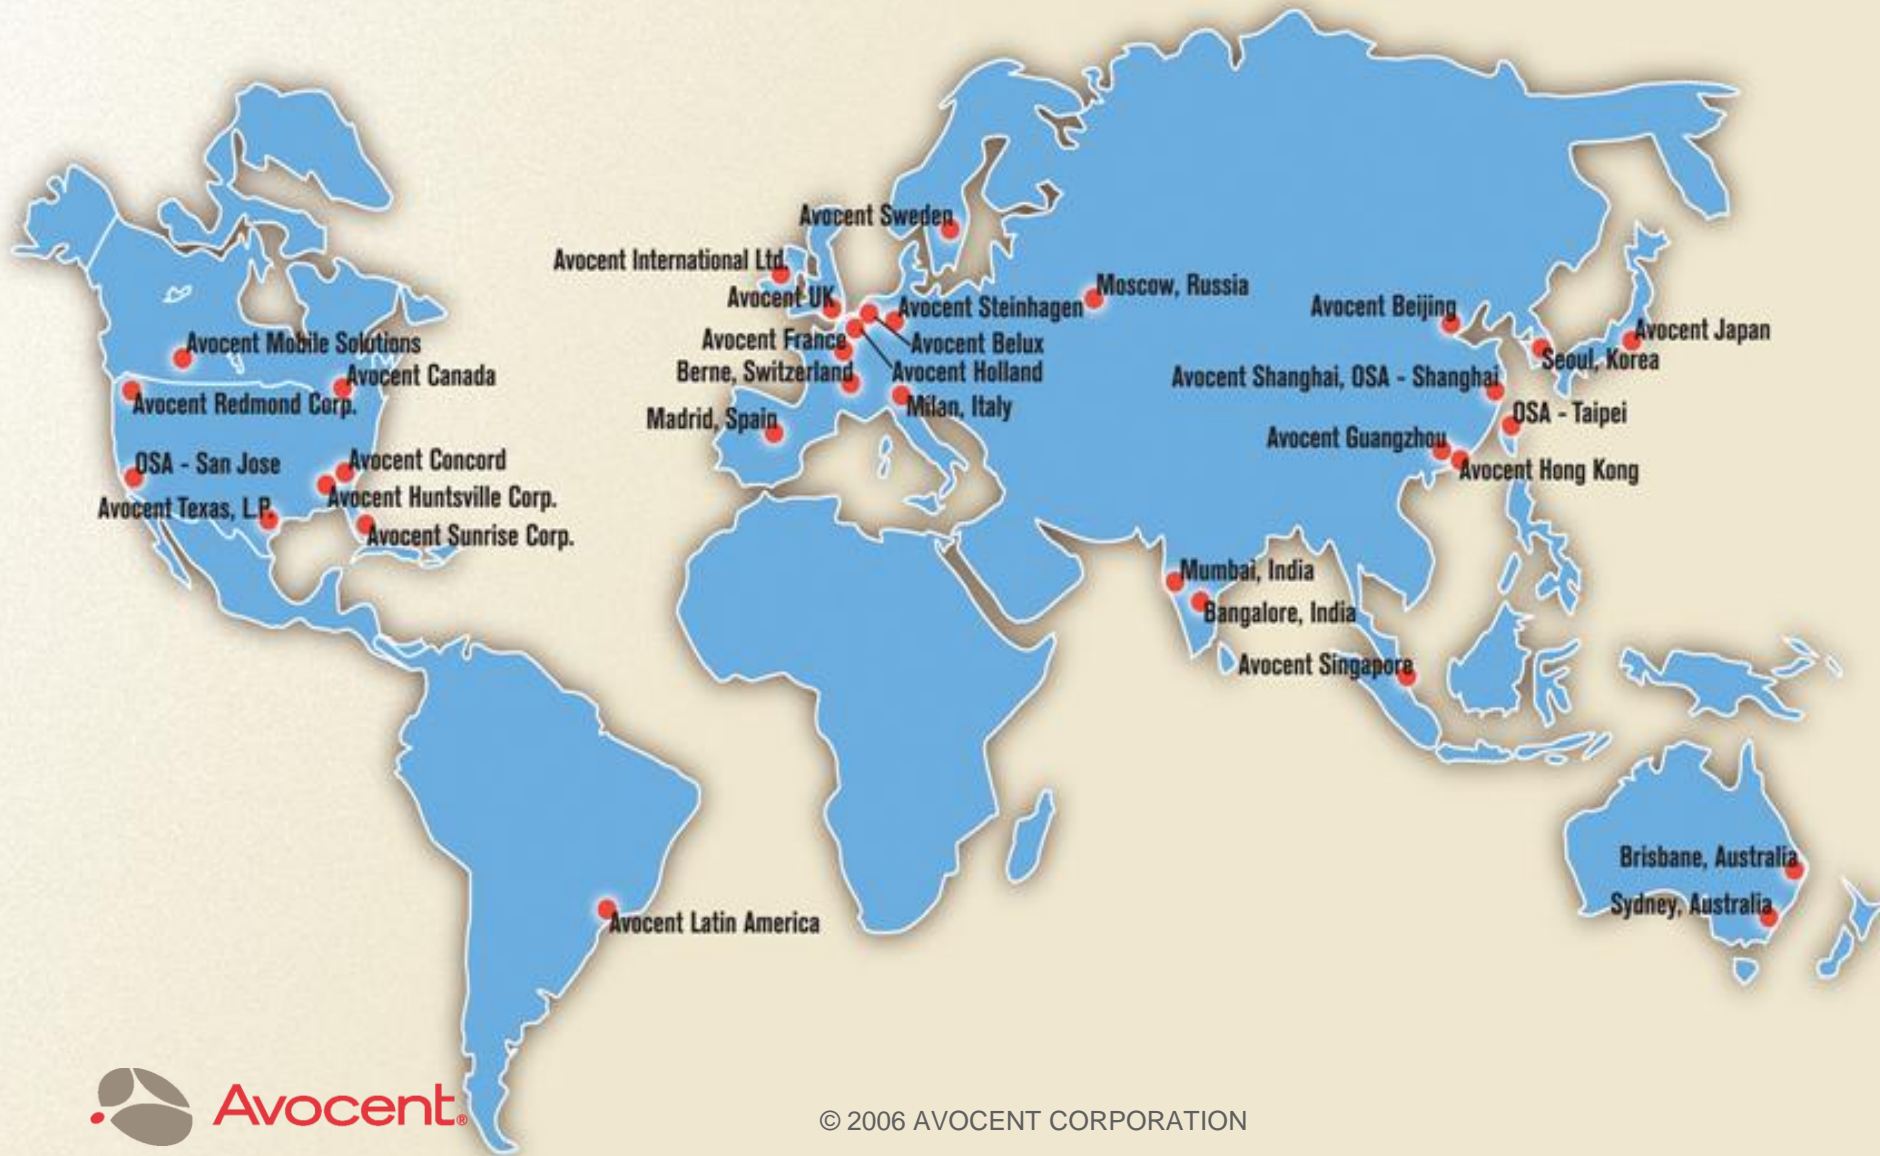 Avocent Sweden
Avocent International Ltd.
Moscow, Russia
Avocent UK
Avocent Steinhagen
Avocent Beijing
Avocent Japan
Avocent Mobile Solutions
Avocent France
Avocent Belux
Seoul, Korea
Avocent Canada
Berne, Switzerland
Avocent Holland
Avocent Shanghai, OSA - Shanghai
Avocent Redmond Corp.
Madrid, Spain
Milan, Italy
OSA - Taipei
Avocent Guangzhou
OSA - San Jose
Avocent Concord
Avocent Hong Kong
Avocent Huntsville Corp.
Avocent Texas, L.P.
Avocent Sunrise Corp.
Mumbai, India
Bangalore, India
Avocent Singapore
Brisbane, Australia
Sydney, Australia
Avocent Latin America
Avocent®
© 2006 AVOCENT CORPORATION